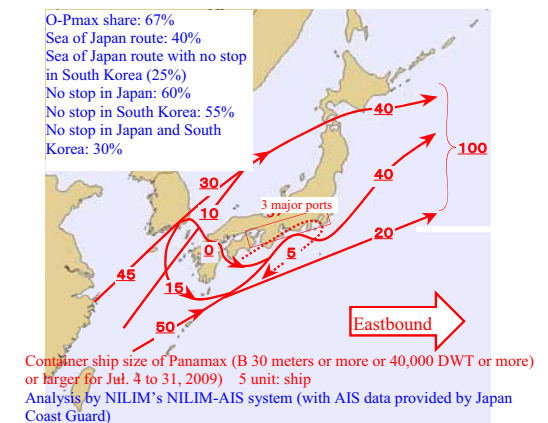 O-Pmax share: 67%
Sea of Japan route: 40%
Sea of Japan route with no stop
in South Korea (25%)
No stop in Japan: 60%
No stop in South Korea: 55%
No stop in Japan and South
Korea: 30%
40
100
30
40
10
3 major ports
20
0
5
45
15
50
Eastbound
Container ship size of Panamax (B 30 meters or more or 40,000 DWT or more)
or larger for Jul. 4 to 31, 2009) 5 unit: ship
Analysis by NILIM's NILIM-AIS system (with AIS data provided by Japan
Coast Guard)